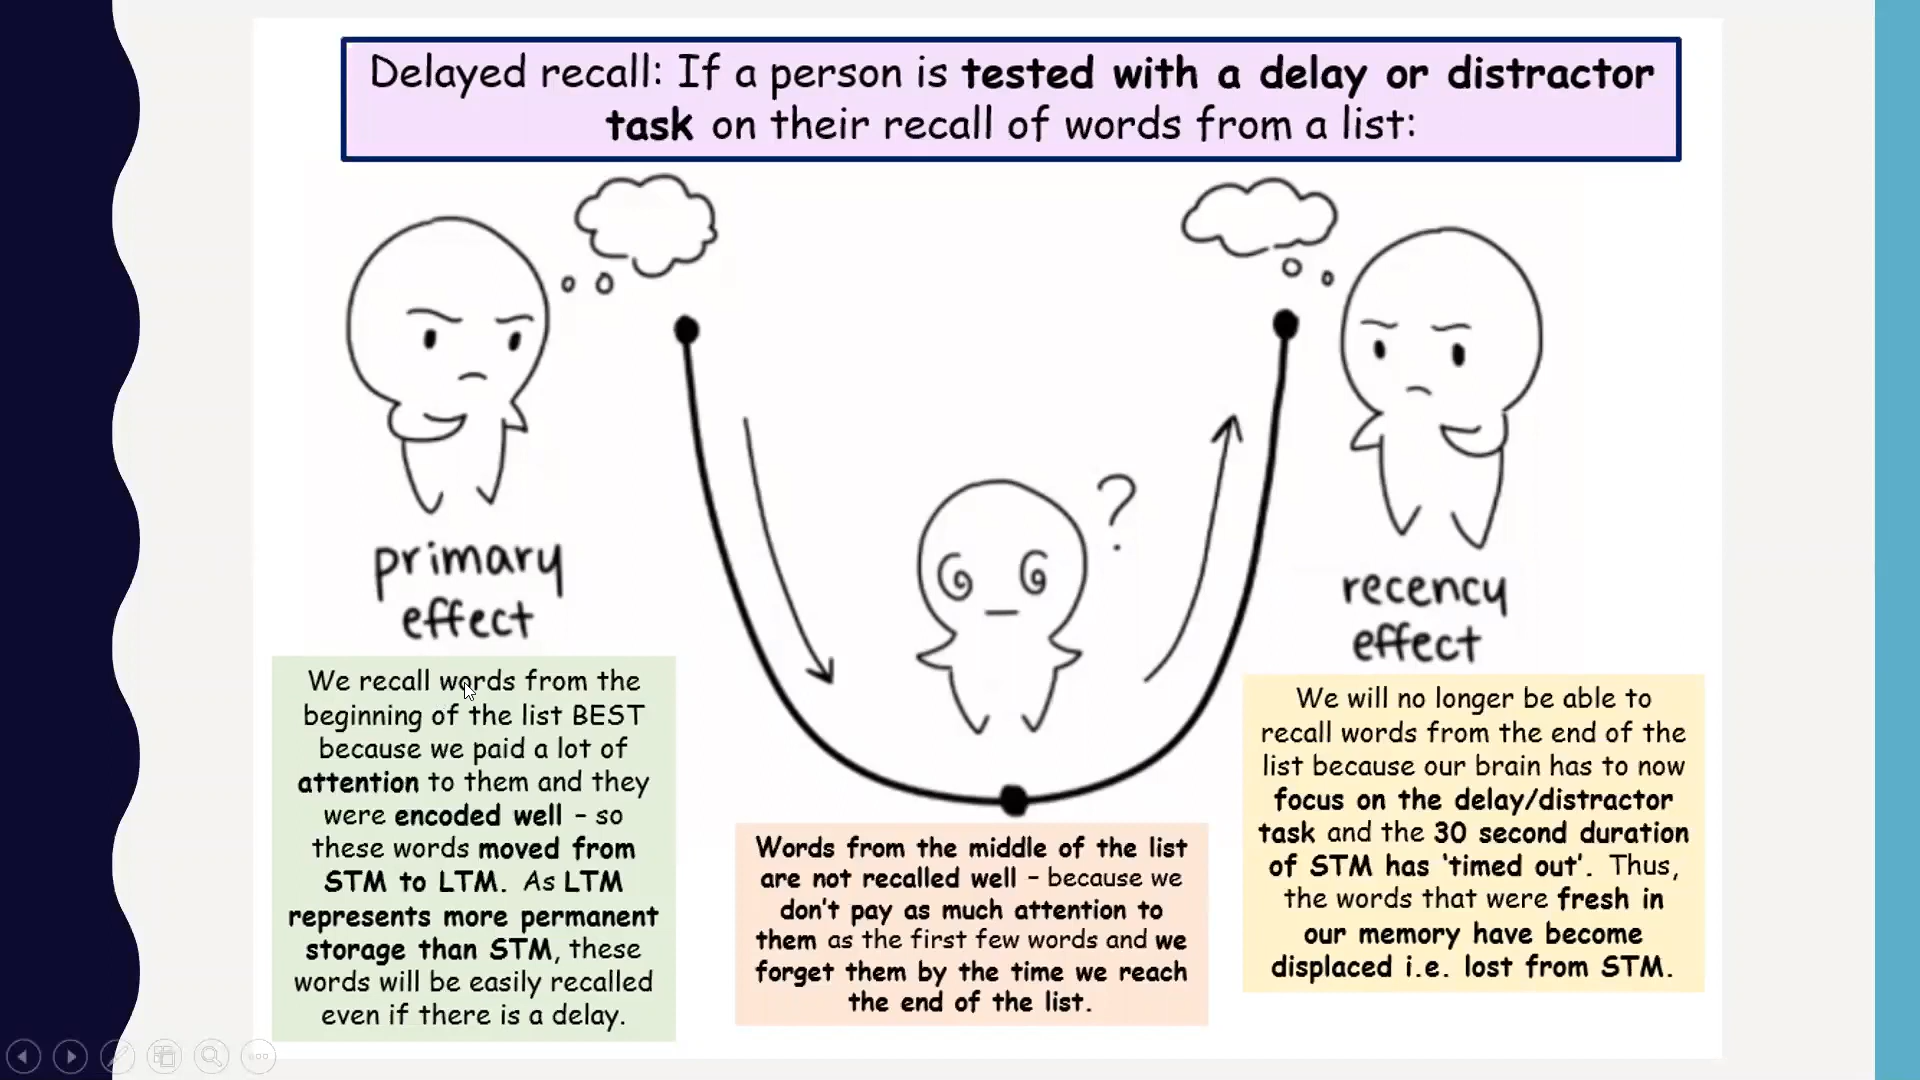 Delayed recall: If a person is tested with a delay or distractor
task on their recall of words from a list:
primary
effect
We recall words from the
beginning of the list BEST
because we paid a lot of
attention to them and they
were encoded well – so
these words moved from
STM to LTM. As LTM
represents more permanent
storage than STM, these
words will be easily recalled
even if there is a delay.
?
Words from the middle of the list
are not recalled well – because we
don't pay as much attention to
them as the first few words and we
forget them by the time we reach
the end of the list.
recency
effect
We will no longer be able to
recall words from the end of the
list because our brain has to now
focus on the delay/distractor
task and the 30 second duration
of STM has 'timed out'. Thus,
the words that were fresh in
our memory have become
displaced i.e. lost from STM.